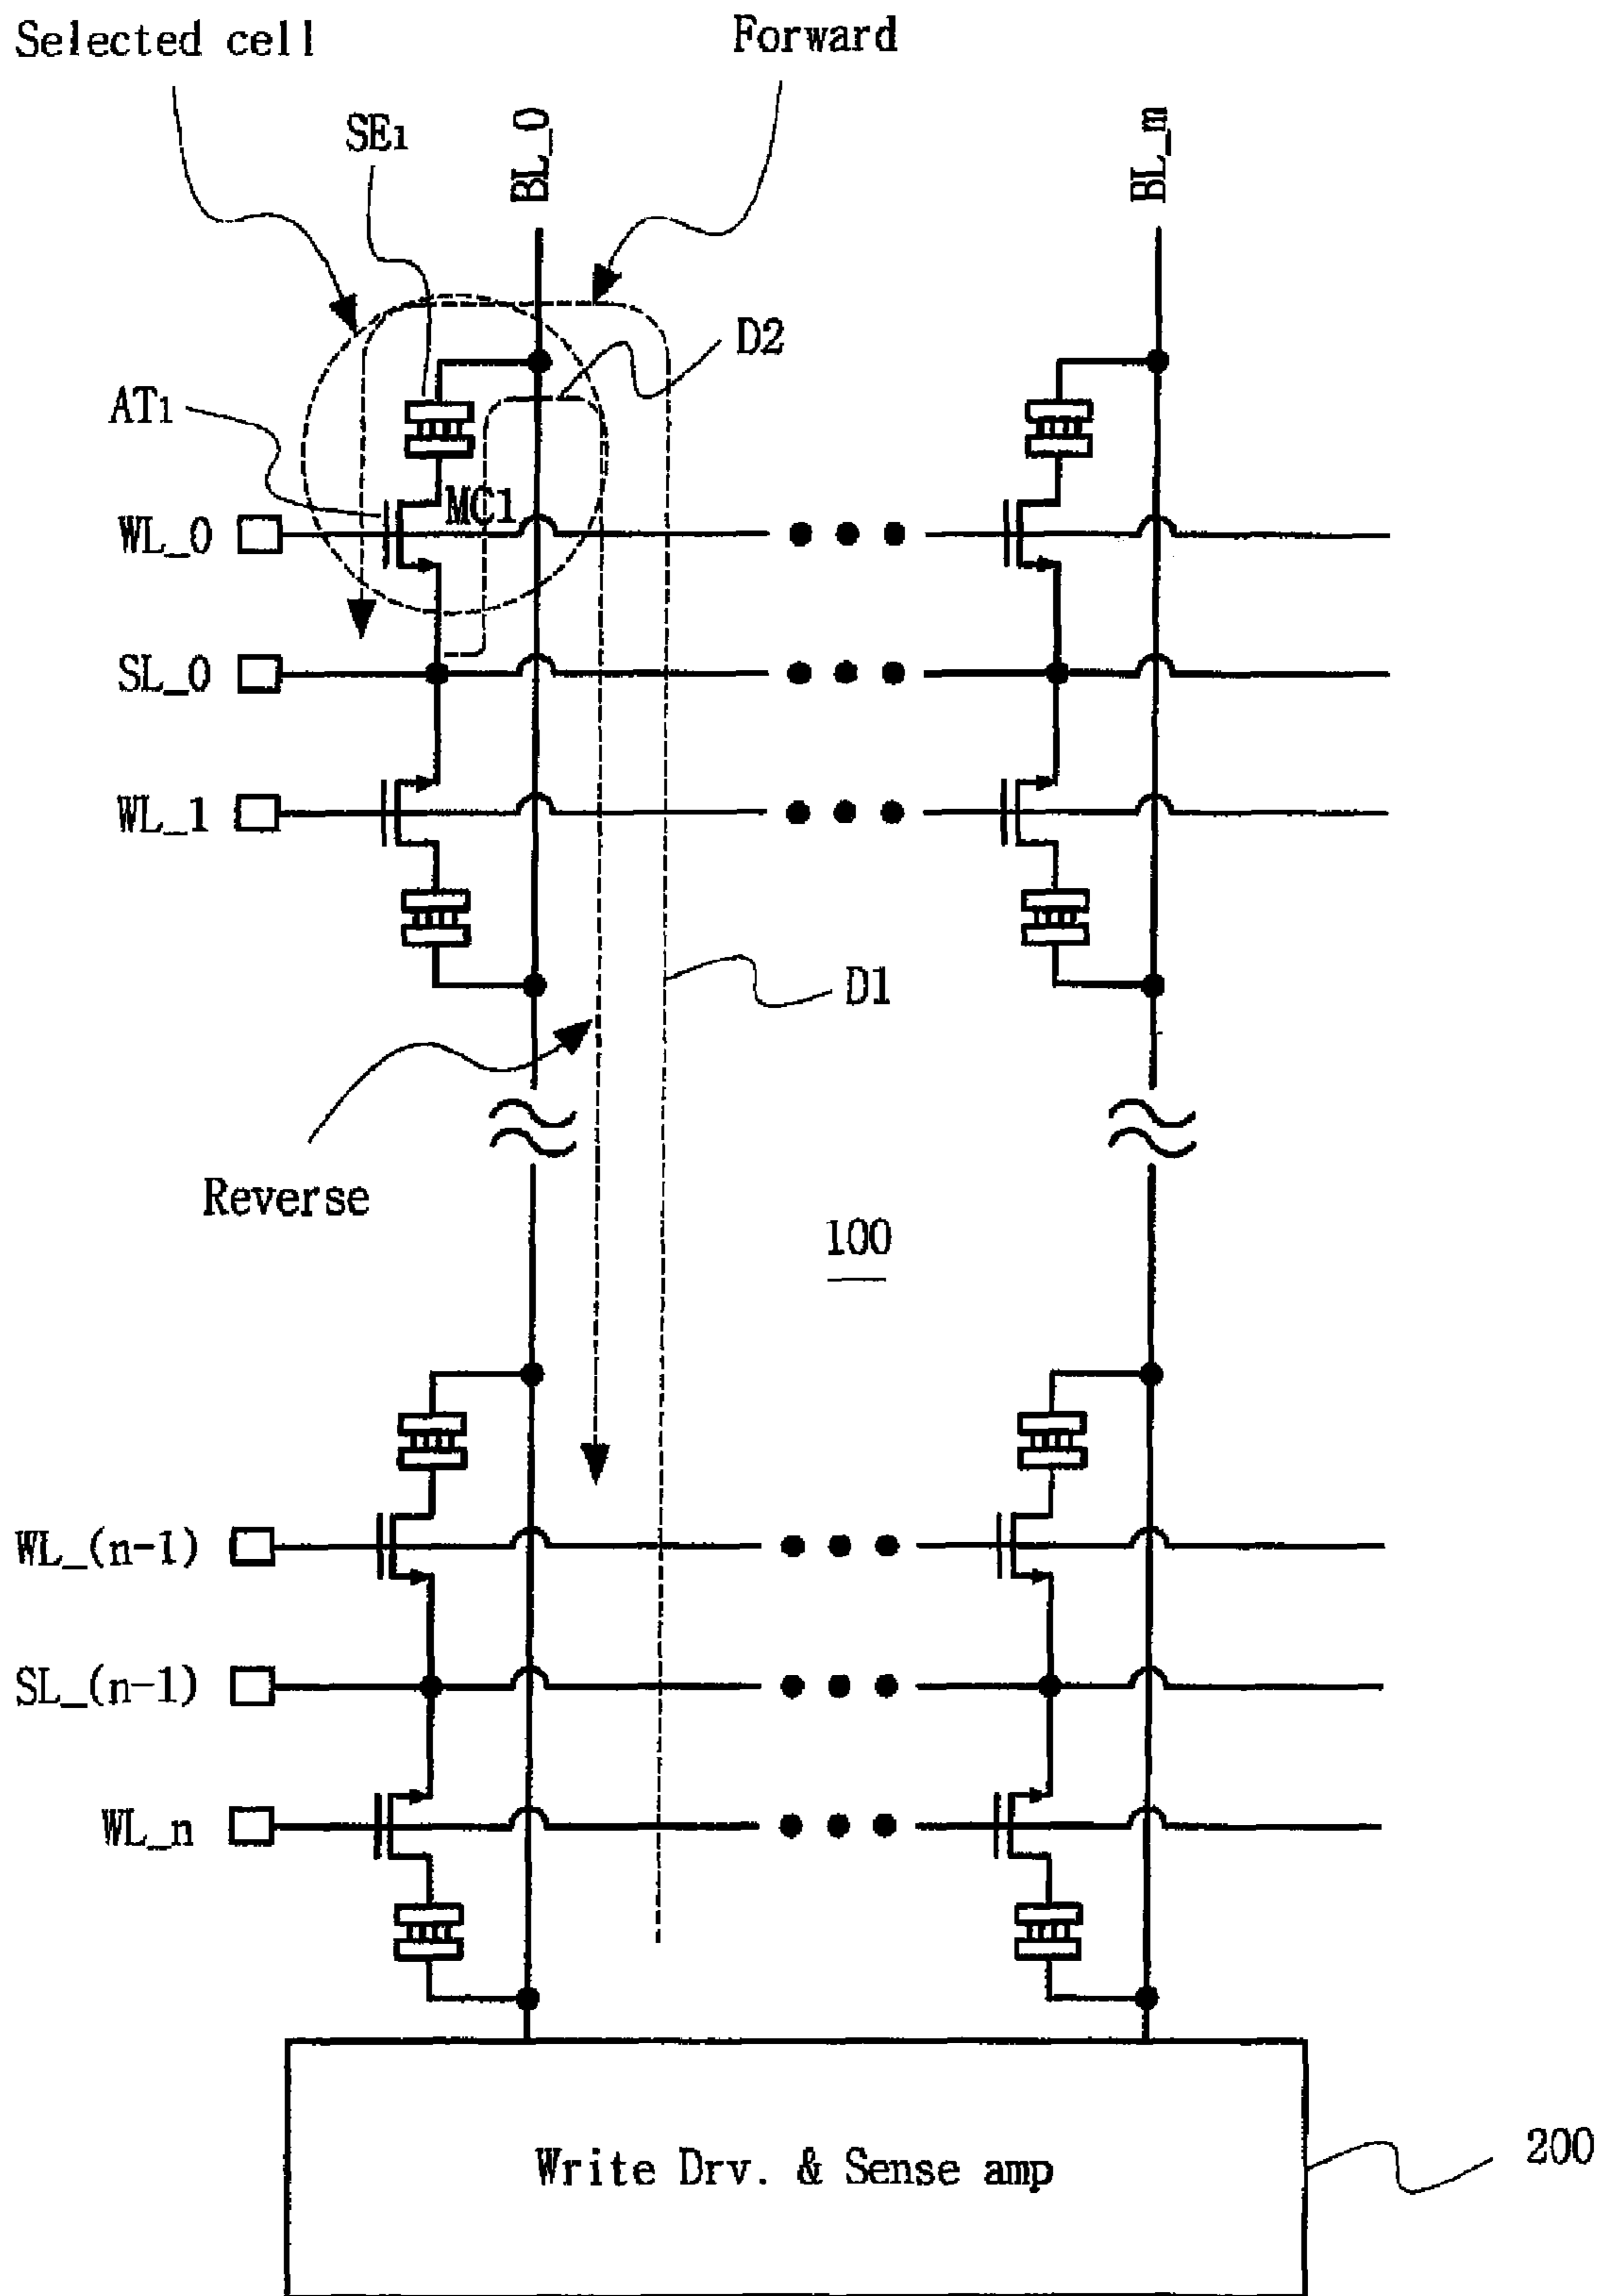 Selected cell
Forward
SE1
BL_0
BL_m
D2
AT1
MC1
WL_0
SL_0
WL_1
D1
Reverse
100
WL_(n-1)
SL_(n-1)
WL_n
Write Drv. & Sense amp
200